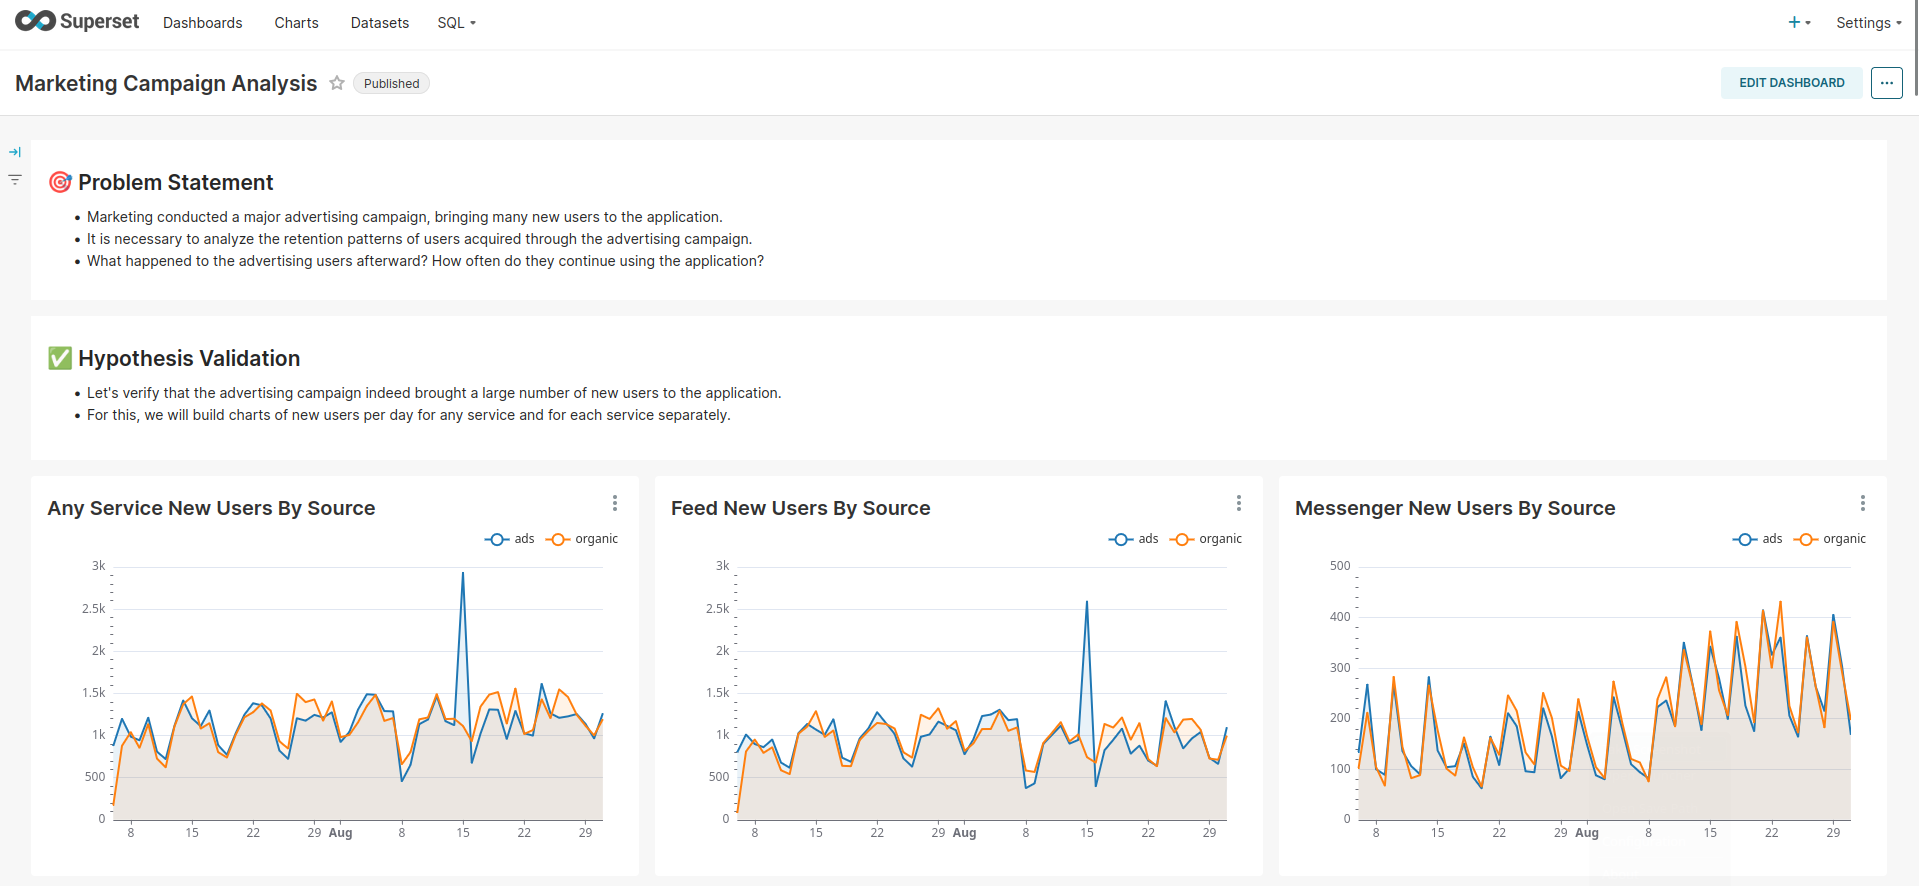 Superset Dashboards Charts Datasets SQL + Settings
Marketing Campaign Analysis Published EDIT DASHBOARD ...
🎯 Problem Statement
• Marketing conducted a major advertising campaign, bringing many new users to the application.
• It is necessary to analyze the retention patterns of users acquired through the advertising campaign.
• What happened to the advertising users afterward? How often do they continue using the application?
✅ Hypothesis Validation
• Let's verify that the advertising campaign indeed brought a large number of new users to the application.
• For this, we will build charts of new users per day for any service and for each service separately.
Any Service New Users By Source
ads organic
3k
2.5k
2k
1.5k
1k
500
0
8 15 22 29 Aug 8 15 22 29
Feed New Users By Source
ads organic
3k
2.5k
2k
1.5k
1k
500
0
8 15 22 29 Aug 8 15 22 29
Messenger New Users By Source
ads organic
500
400
300
200
100
0
8 15 22 29 Aug 8 15 22 29